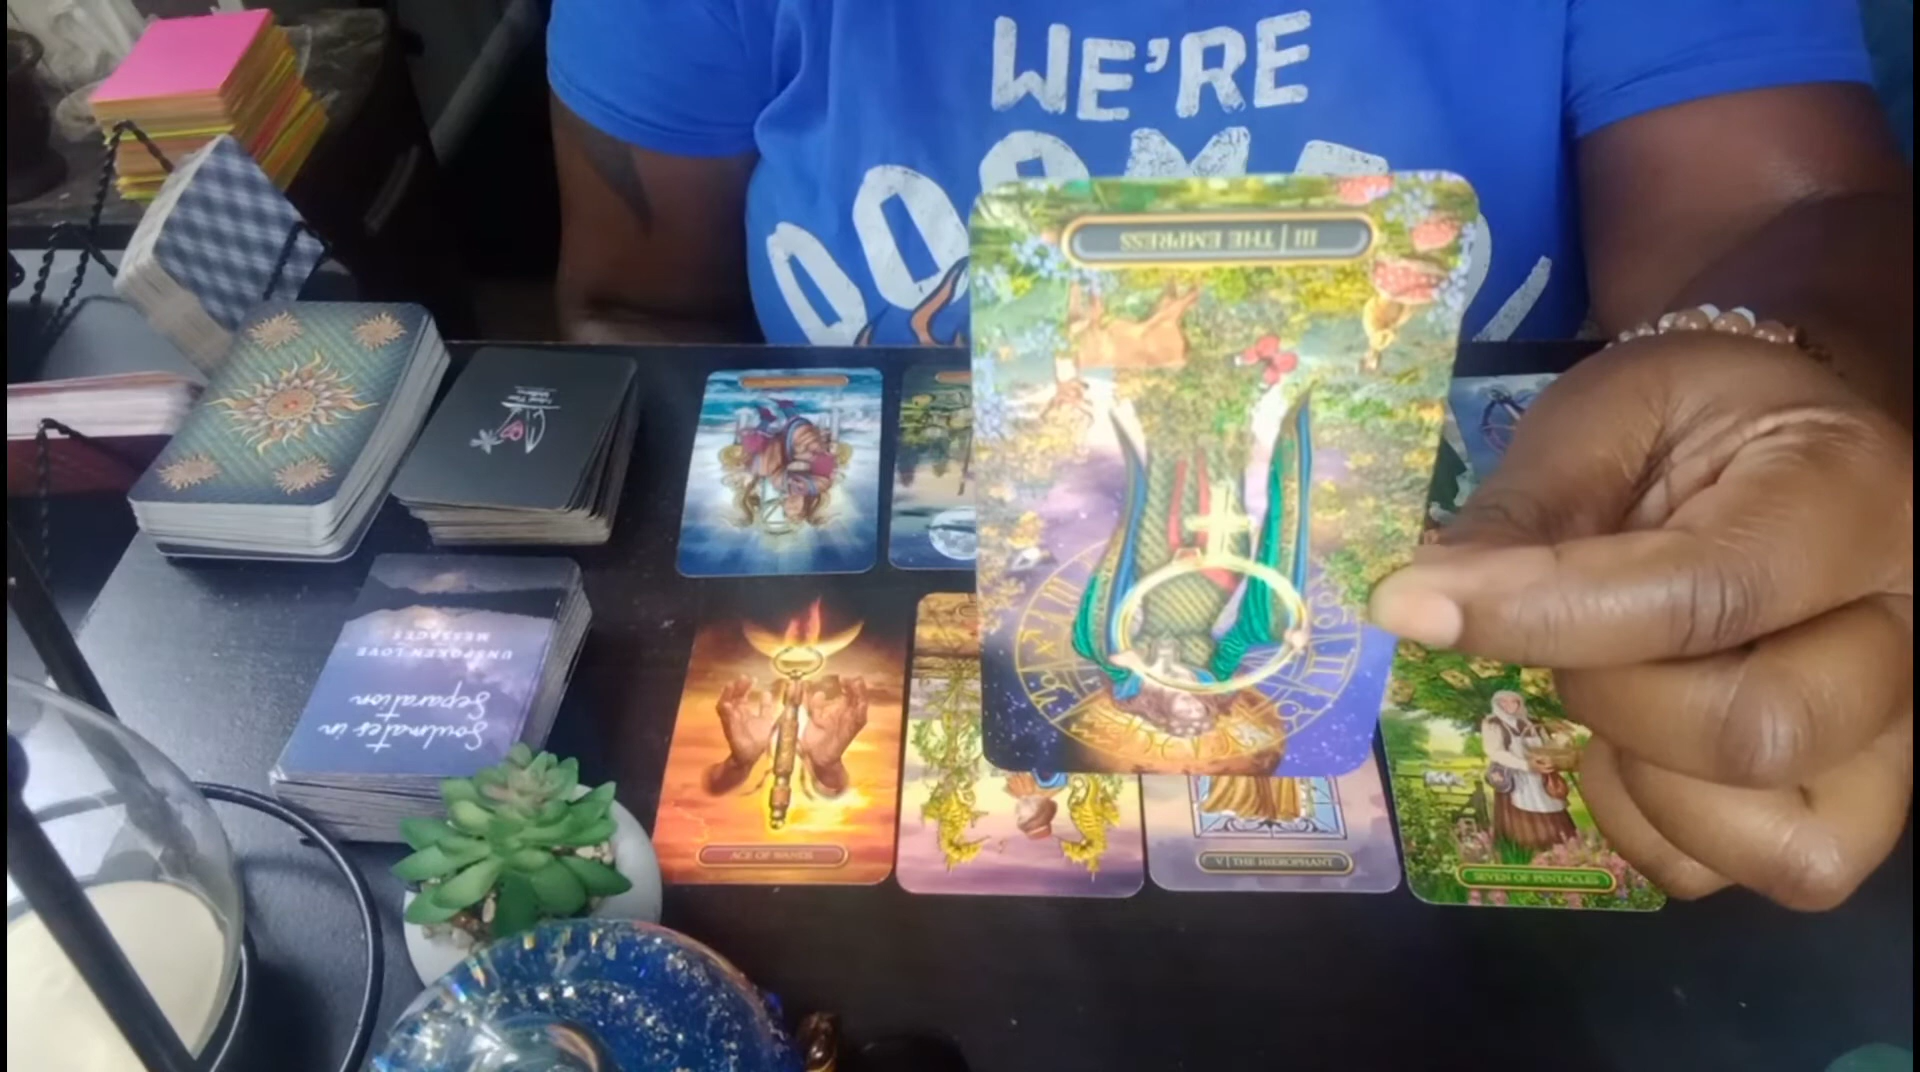 WE'RE
III | THE EMPRESS
UNSPOKEN LOVE
MESSAGES
Soulmates in
Separation
ACE OF WANDS
V | THE HIEROPHANT
SEVEN OF PENTACLES